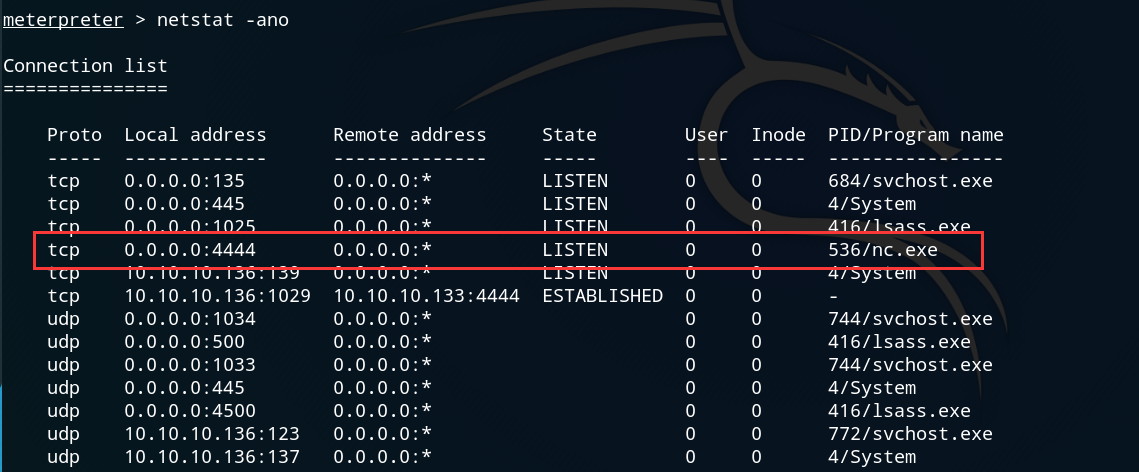 meterpreter > netstat -ano
Connection list
===============
Proto Local address Remote address State User Inode PID/Program name
----- ------------- -------------- ----- ---- ----- ----------------
tcp 0.0.0.0:135 0.0.0.0:* LISTEN 0 0 684/svchost.exe
tcp 0.0.0.0:445 0.0.0.0:* LISTEN 0 0 4/System
tcp 0.0.0.0:1025 0.0.0.0:* LISTEN 0 0 416/lsass.exe
tcp 0.0.0.0:4444 0.0.0.0:* LISTEN 0 0 536/nc.exe
tcp 10.10.10.136:139 0.0.0.0:* LISTEN 0 0 4/System
tcp 10.10.10.136:1029 10.10.10.133:4444 ESTABLISHED 0 0 -
udp 0.0.0.0:1034 0.0.0.0:* 0 0 744/svchost.exe
udp 0.0.0.0:500 0.0.0.0:* 0 0 416/lsass.exe
udp 0.0.0.0:1033 0.0.0.0:* 0 0 744/svchost.exe
udp 0.0.0.0:445 0.0.0.0:* 0 0 4/System
udp 0.0.0.0:4500 0.0.0.0:* 0 0 416/lsass.exe
udp 10.10.10.136:123 0.0.0.0:* 0 0 772/svchost.exe
udp 10.10.10.136:137 0.0.0.0:* 0 0 4/System